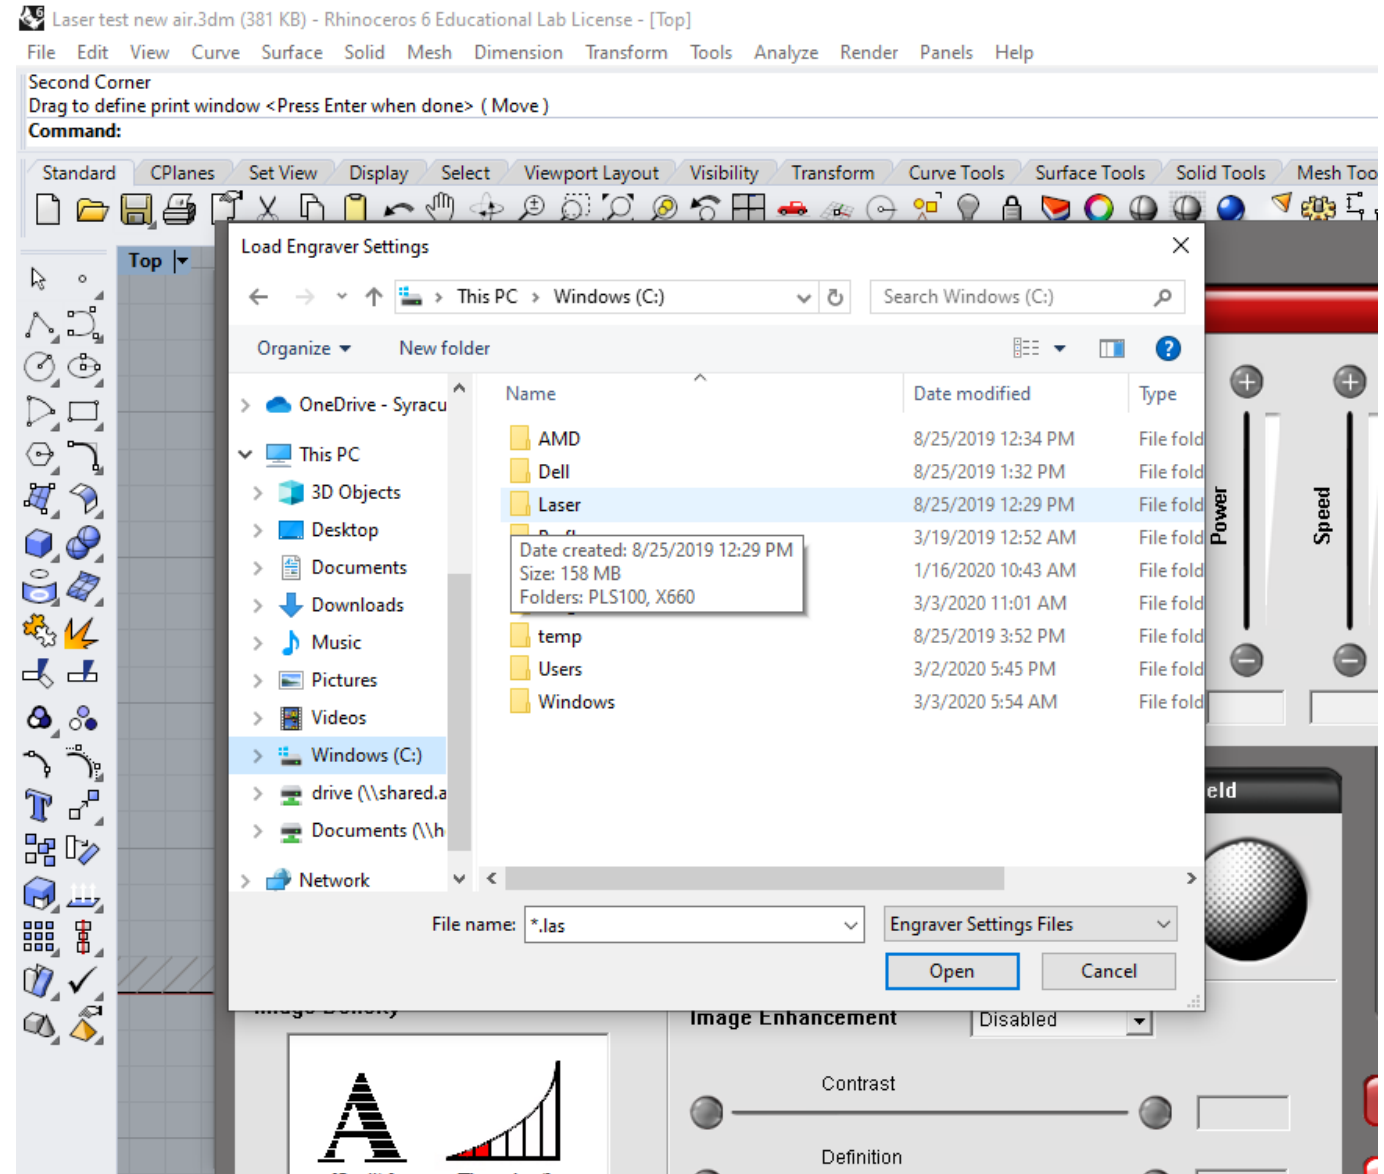 Laser test new air.3dm (381 KB) - Rhinoceros 6 Educational Lab License - [Top]
File Edit View Curve Surface Solid Mesh Dimension Transform Tools Analyze Render Panels Help
Second Corner
Drag to define print window <Press Enter when done> ( Move )
Command:
Standard CPlanes Set View Display Select Viewport Layout Visibility Transform Curve Tools Surface Tools Solid Tools Mesh Too
Top
Load Engraver Settings
This PC > Windows (C:)
Search Windows (C:)
Organize New folder
Name Date modified Type
OneDrive - Syracu
This PC
3D Objects
Desktop
Documents
Downloads
Music
Pictures
Videos
Windows (C:)
drive (\\shared.a
Documents (\\h
Network
AMD 8/25/2019 12:34 PM File fold
Dell 8/25/2019 1:32 PM File fold
Laser 8/25/2019 12:29 PM File fold
3/19/2019 12:52 AM File fold
1/16/2020 10:43 AM File fold
3/3/2020 11:01 AM File fold
temp 8/25/2019 3:52 PM File fold
Users 3/2/2020 5:45 PM File fold
Windows 3/3/2020 5:54 AM File fold
Date created: 8/25/2019 12:29 PM
Size: 158 MB
Folders: PLS100, X660
File name: *.las
Engraver Settings Files
Open Cancel
Power
Speed
eld
Image Density
Image Enhancement Disabled
Contrast
Definition
A